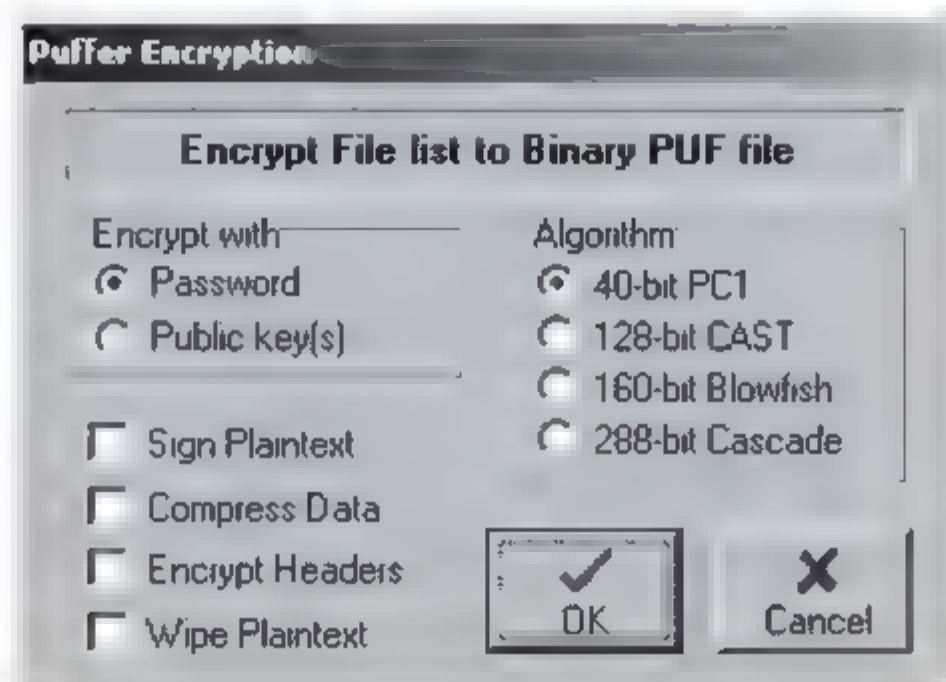 Puffer Encryption
Encrypt File list to Binary PUF file
Encrypt with
Password
Public key(s)
Algorithm
40-bit PC1
128-bit CAST
160-bit Blowfish
288-bit Cascade
Sign Plaintext
Compress Data
Encrypt Headers
Wipe Plaintext
OK
Cancel